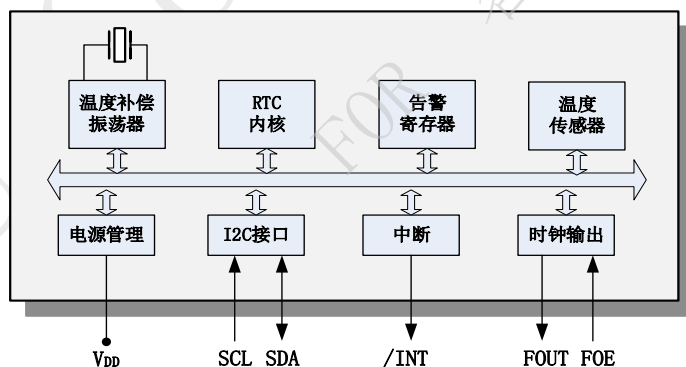 温度补偿
振荡器
RTC
内核
告警
寄存器
温度
传感器
电源管理
I2C接口
中断
时钟输出
VDD
SCL SDA
/INT
FOUT FOE
FOR